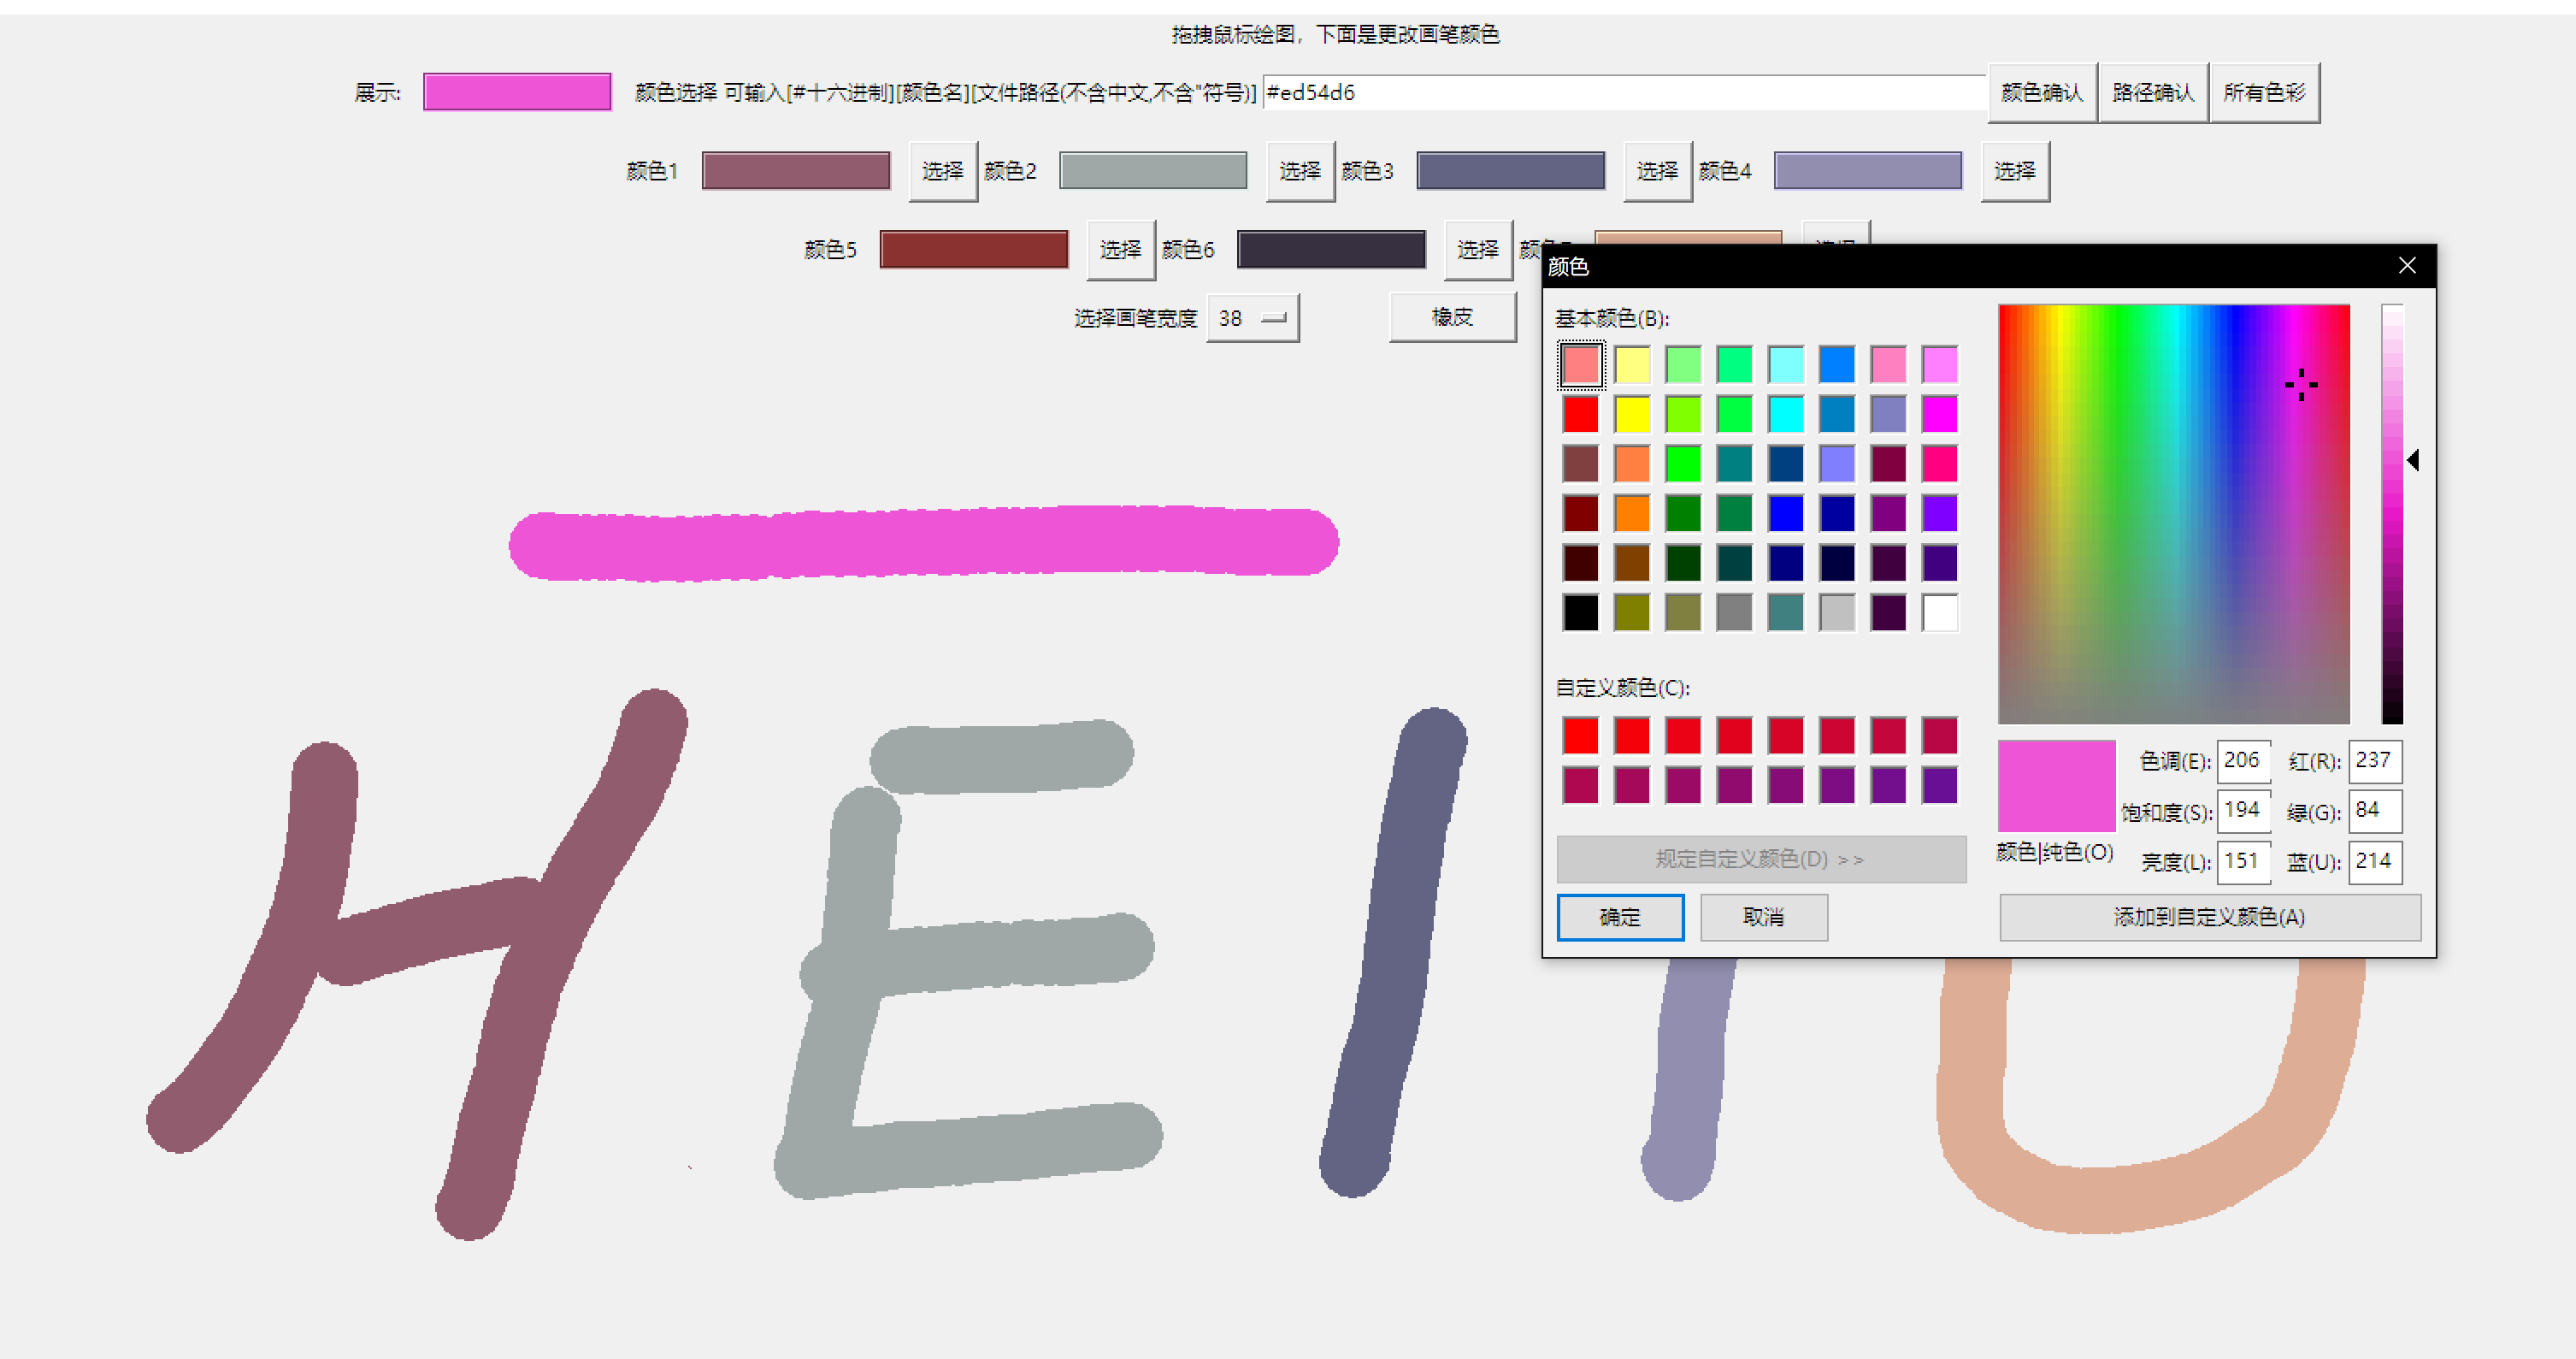 拖拽鼠标绘图，下面是更改画笔颜色
展示: 颜色选择 可输入[#十六进制][颜色名][文件路径(不含中文,不含"符号)] #ed54d6 颜色确认 路径确认 所有色彩
颜色1 选择 颜色2 选择 颜色3 选择 颜色4 选择
颜色5 选择 颜色6 选择
选择画笔宽度 38 橡皮
颜色
基本颜色(B):
自定义颜色(C):
规定自定义颜色(D) >>
确定 取消
色调(E): 206 红(R): 237
饱和度(S): 194 绿(G): 84
颜色|纯色(O) 亮度(L): 151 蓝(U): 214
添加到自定义颜色(A)
HEI